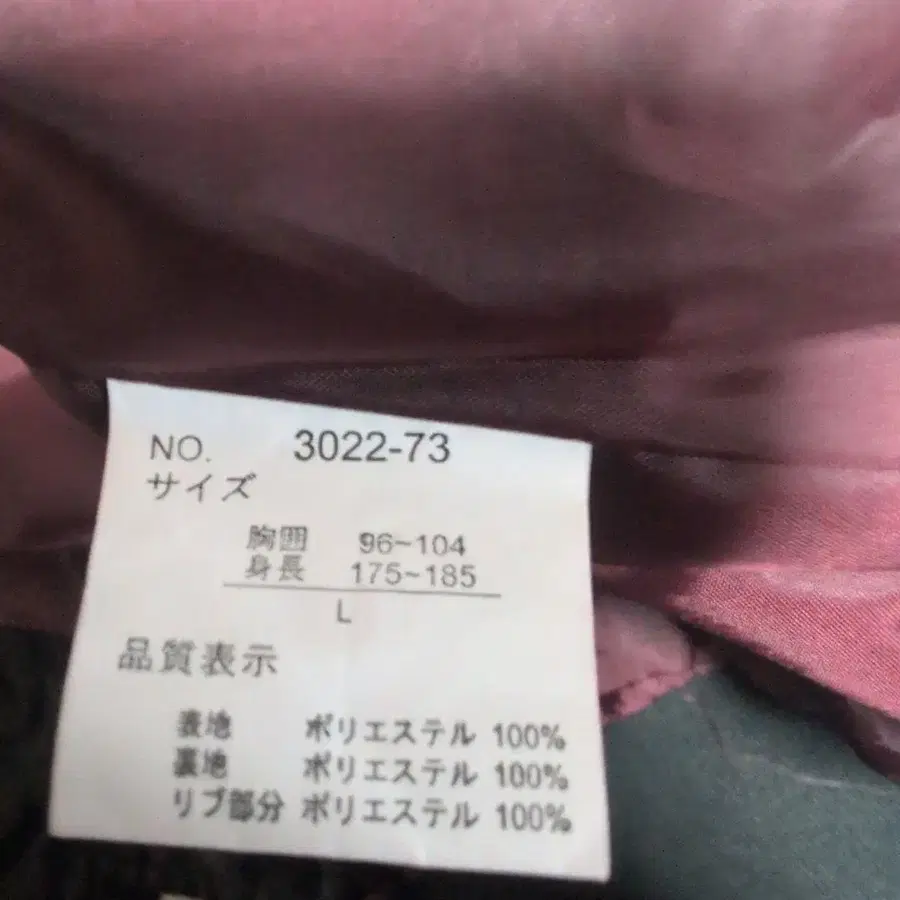 NO. 3022-73
サイズ
胸囲 96~104
身長 175~185
L
品質表示
表地 ポリエステル 100%
裏地 ポリエステル 100%
リブ部分 ポリエステル 100%